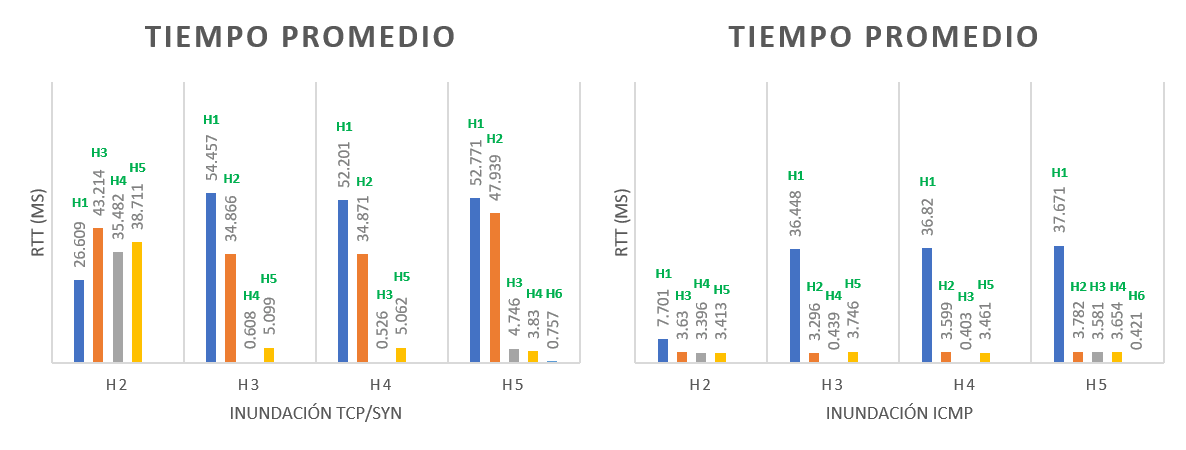 TIEMPO PROMEDIO
RTT (MS)
H1
26.609
H3
43.214
H4
35.482
H5
38.711
H1
54.457
H2
34.866
H4
0.608
H5
5.099
H1
52.201
H2
34.871
H3
0.526
H5
5.062
H1
52.771
H2
47.939
H3
4.746
H4
3.83
H6
0.757
H2
H3
H4
H5
INUNDACIÓN TCP/SYN
TIEMPO PROMEDIO
RTT (MS)
H1
7.701
H3
3.63
H4
3.396
H5
3.413
H1
36.448
H2
3.296
H4
0.439
H5
3.746
H1
36.82
H2
3.599
H3
0.403
H5
3.461
H1
37.671
H2
3.782
H3
3.581
H4
3.654
H6
0.421
H2
H3
H4
H5
INUNDACIÓN ICMP